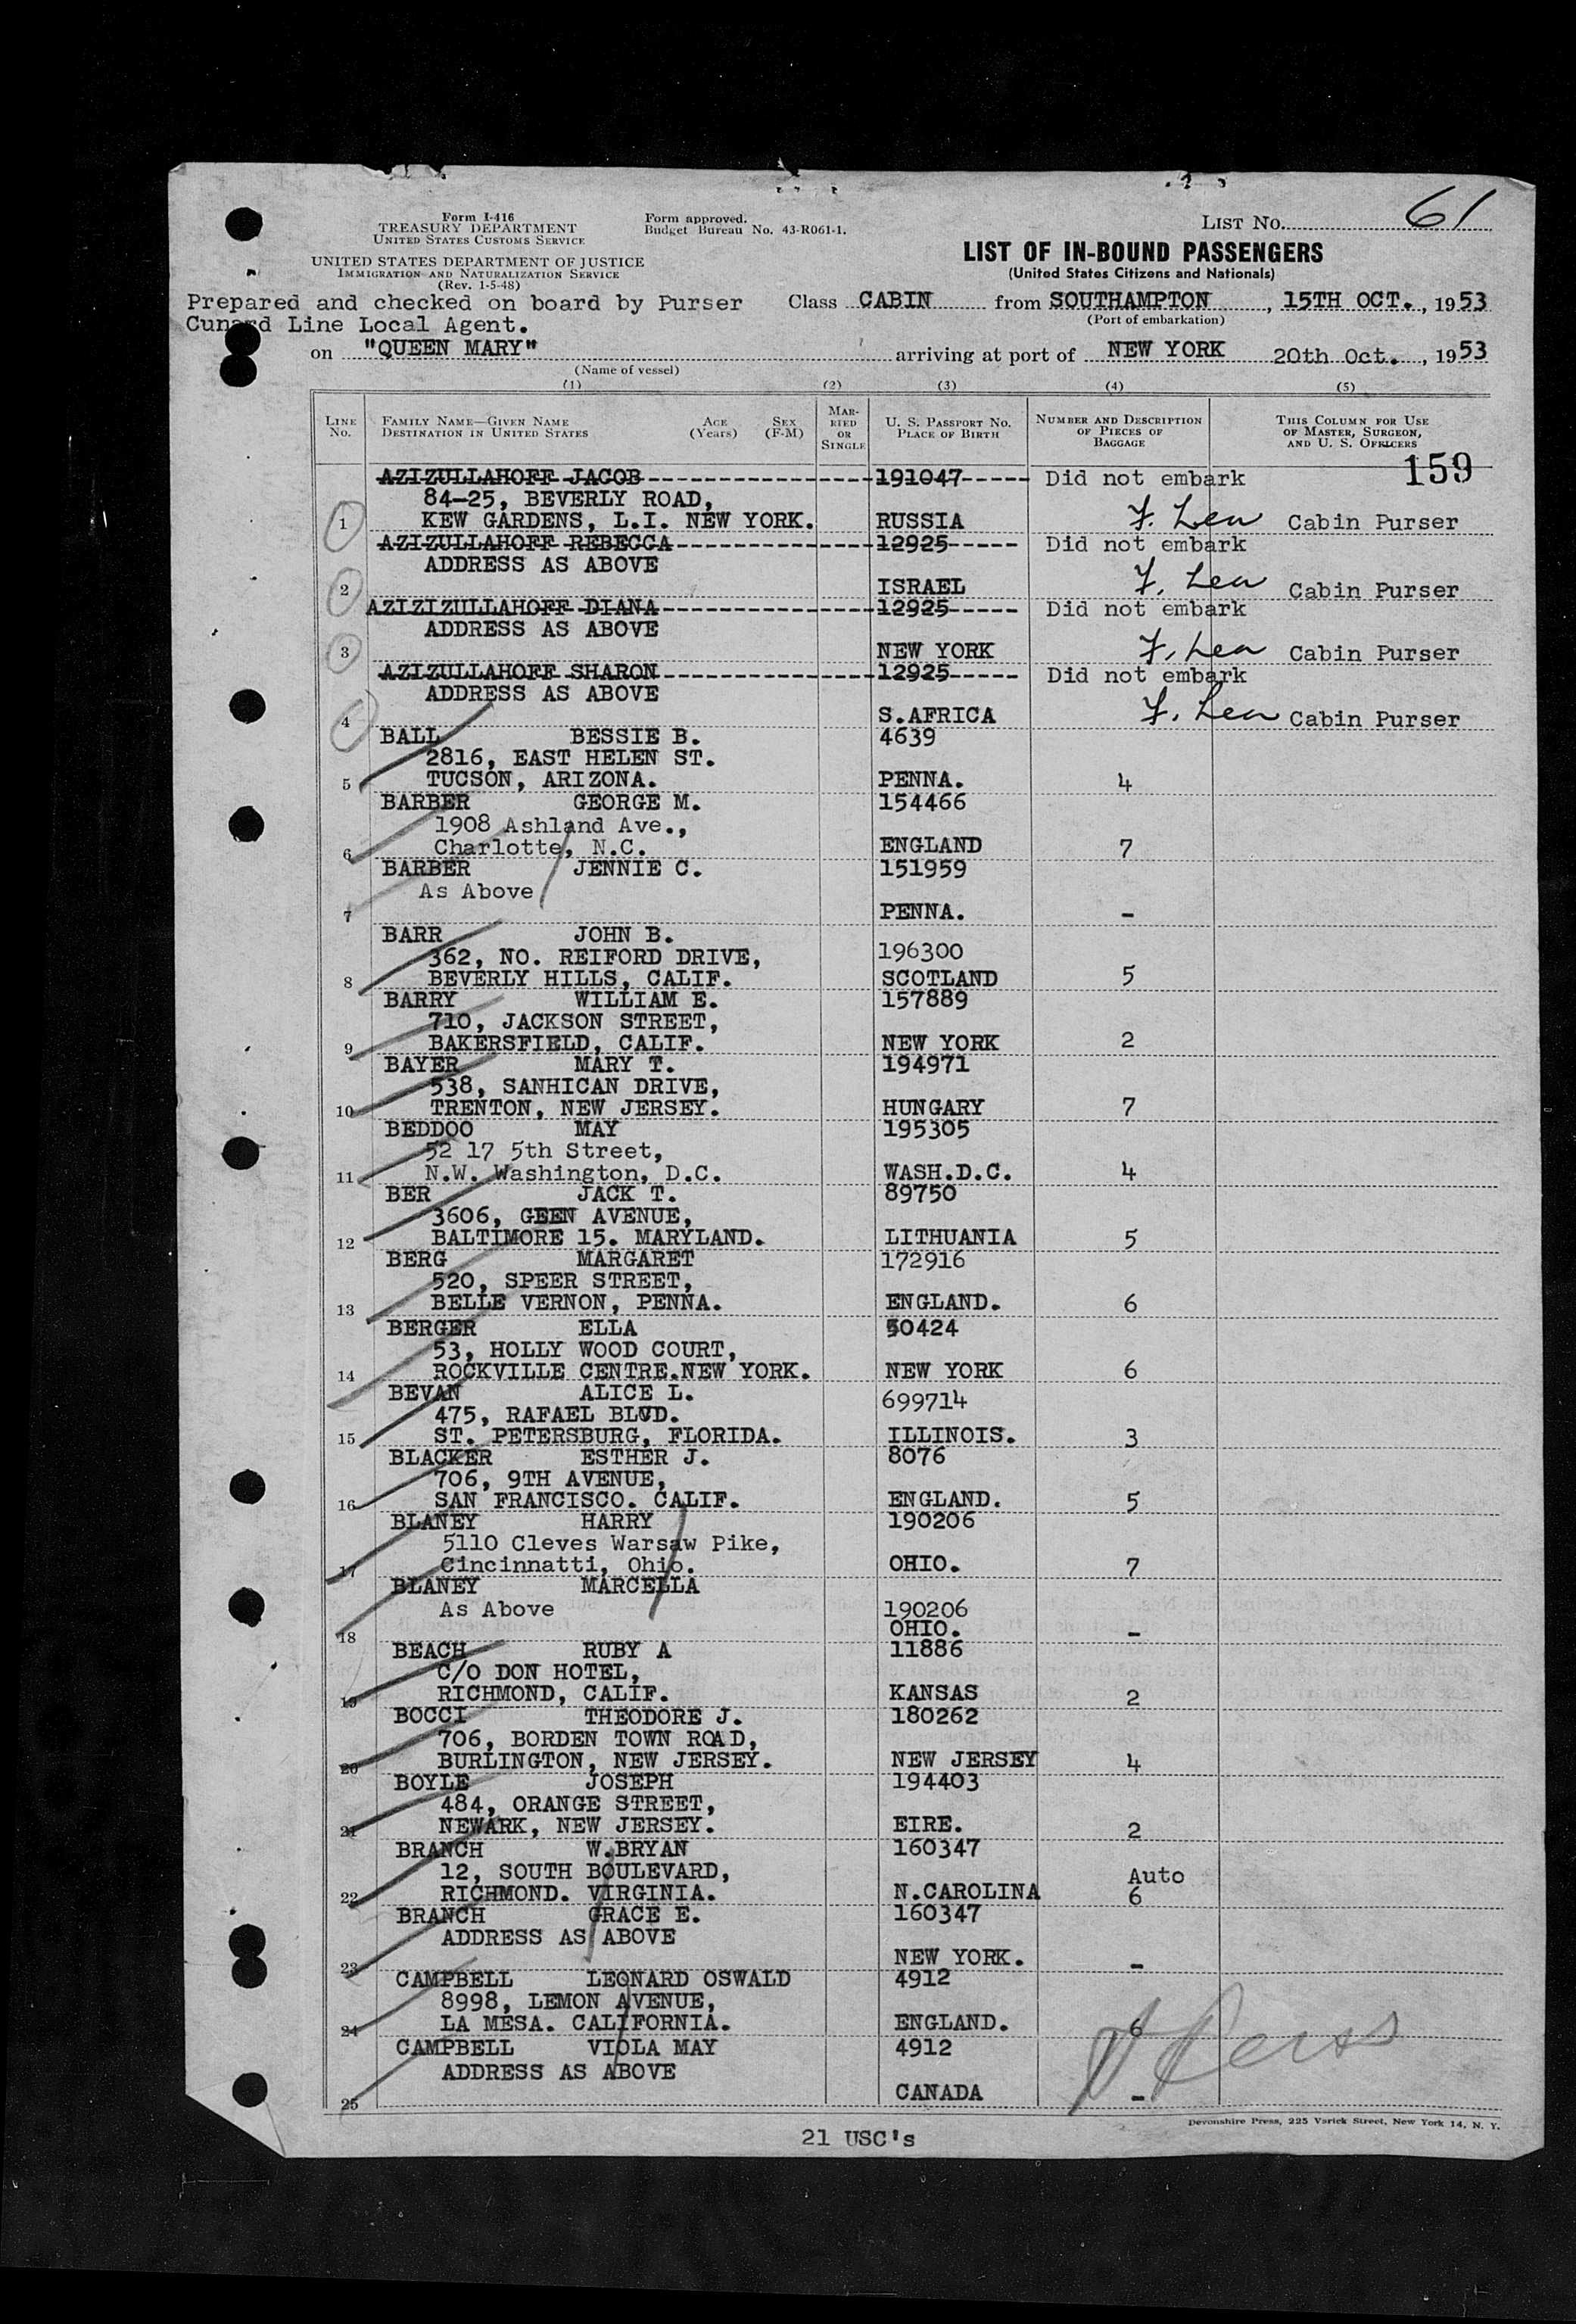 61
Form I-416
TREASURY DEPARTMENT
UNITED STATES CUSTOMS SERVICE
Form approved.
Budget Bureau No. 43-R061-1.
LIST NO.
UNITED STATES DEPARTMENT OF JUSTICE
IMMIGRATION AND NATURALIZATION SERVICE
(Rev. 1-5-48)
LIST OF IN-BOUND PASSENGERS
(United States Citizens and Nationals)
Prepared and checked on board by Purser
Cunard Line Local Agent.
Class CABIN from SOUTHAMPTON, 15TH OCT., 1953
(Port of embarkation)
on "QUEEN MARY" arriving at port of NEW YORK 20th Oct., 1953
(Name of vessel)
(1) (2) (3) (4) (5)
LINE NO. FAMILY NAME—GIVEN NAME DESTINATION IN UNITED STATES AGE (Years) SEX (F-M) MARRIED OR SINGLE U. S. PASSPORT NO. PLACE OF BIRTH NUMBER AND DESCRIPTION OF PIECES OF BAGGAGE THIS COLUMN FOR USE OF MASTER, SURGEON, AND U. S. OFFICERS
159
AZIZULLAHOFF JACOB 191047 Did not embark
84-25, BEVERLY ROAD,
1 KEW GARDENS, L.I. NEW YORK. RUSSIA F. Lea Cabin Purser
AZIZULLAHOFF REBECCA 12925 Did not embark
ADDRESS AS ABOVE
2 ISRAEL F. Lea Cabin Purser
AZIZIZULLAHOFF DIANA 12925 Did not embark
ADDRESS AS ABOVE
3 NEW YORK F. Lea Cabin Purser
AZIZULLAHOFF SHARON 12925 Did not embark
ADDRESS AS ABOVE
4 S.AFRICA F. Lea Cabin Purser
BALL BESSIE B. 4639
2816, EAST HELEN ST.
5 TUCSON, ARIZONA. PENNA. 4
BARBER GEORGE M. 154466
1908 Ashland Ave.,
6 Charlotte, N.C. ENGLAND 7
BARBER JENNIE C. 151959
As Above
7 PENNA. -
BARR JOHN B. 196300
362, NO. REIFORD DRIVE,
8 BEVERLY HILLS, CALIF. SCOTLAND 5
BARRY WILLIAM E. 157889
710, JACKSON STREET,
9 BAKERSFIELD, CALIF. NEW YORK 2
BAYER MARY T. 194971
538, SANHICAN DRIVE,
10 TRENTON, NEW JERSEY. HUNGARY 7
BEDDOO MAY 195305
52 17 5th Street,
11 N.W. Washington, D.C. WASH.D.C. 4
BER JACK T. 89750
3606, GEEN AVENUE,
12 BALTIMORE 15. MARYLAND. LITHUANIA 5
BERG MARGARET 172916
520, SPEER STREET,
13 BELLE VERNON, PENNA. ENGLAND. 6
BERGER ELLA 50424
53, HOLLY WOOD COURT,
14 ROCKVILLE CENTRE.NEW YORK. NEW YORK 6
BEVAN ALICE L. 699714
475, RAFAEL BLVD.
15 ST. PETERSBURG, FLORIDA. ILLINOIS. 3
BLACKER ESTHER J. 8076
706, 9TH AVENUE,
16 SAN FRANCISCO. CALIF. ENGLAND. 5
BLANEY HARRY 190206
5110 Cleves Warsaw Pike,
17 Cincinnatti, Ohio. OHIO. 7
BLANEY MARCELLA
As Above 190206
18 OHIO. -
BEACH RUBY A 11886
C/O DON HOTEL,
19 RICHMOND, CALIF. KANSAS 2
BOCCI THEODORE J. 180262
706, BORDEN TOWN ROAD,
20 BURLINGTON, NEW JERSEY. NEW JERSEY 4
BOYLE JOSEPH 194403
484, ORANGE STREET,
21 NEWARK, NEW JERSEY. EIRE. 2
BRANCH W.BRYAN 160347
12, SOUTH BOULEVARD, Auto
22 RICHMOND. VIRGINIA. N.CAROLINA 6
BRANCH GRACE E. 160347
ADDRESS AS ABOVE
23 NEW YORK. -
CAMPBELL LEONARD OSWALD 4912
8998, LEMON AVENUE,
24 LA MESA. CALIFORNIA. ENGLAND. 6
CAMPBELL VIOLA MAY 4912
ADDRESS AS ABOVE
25 CANADA -
Devonshire Press, 225 Varick Street, New York 14, N. Y.
21 USC's